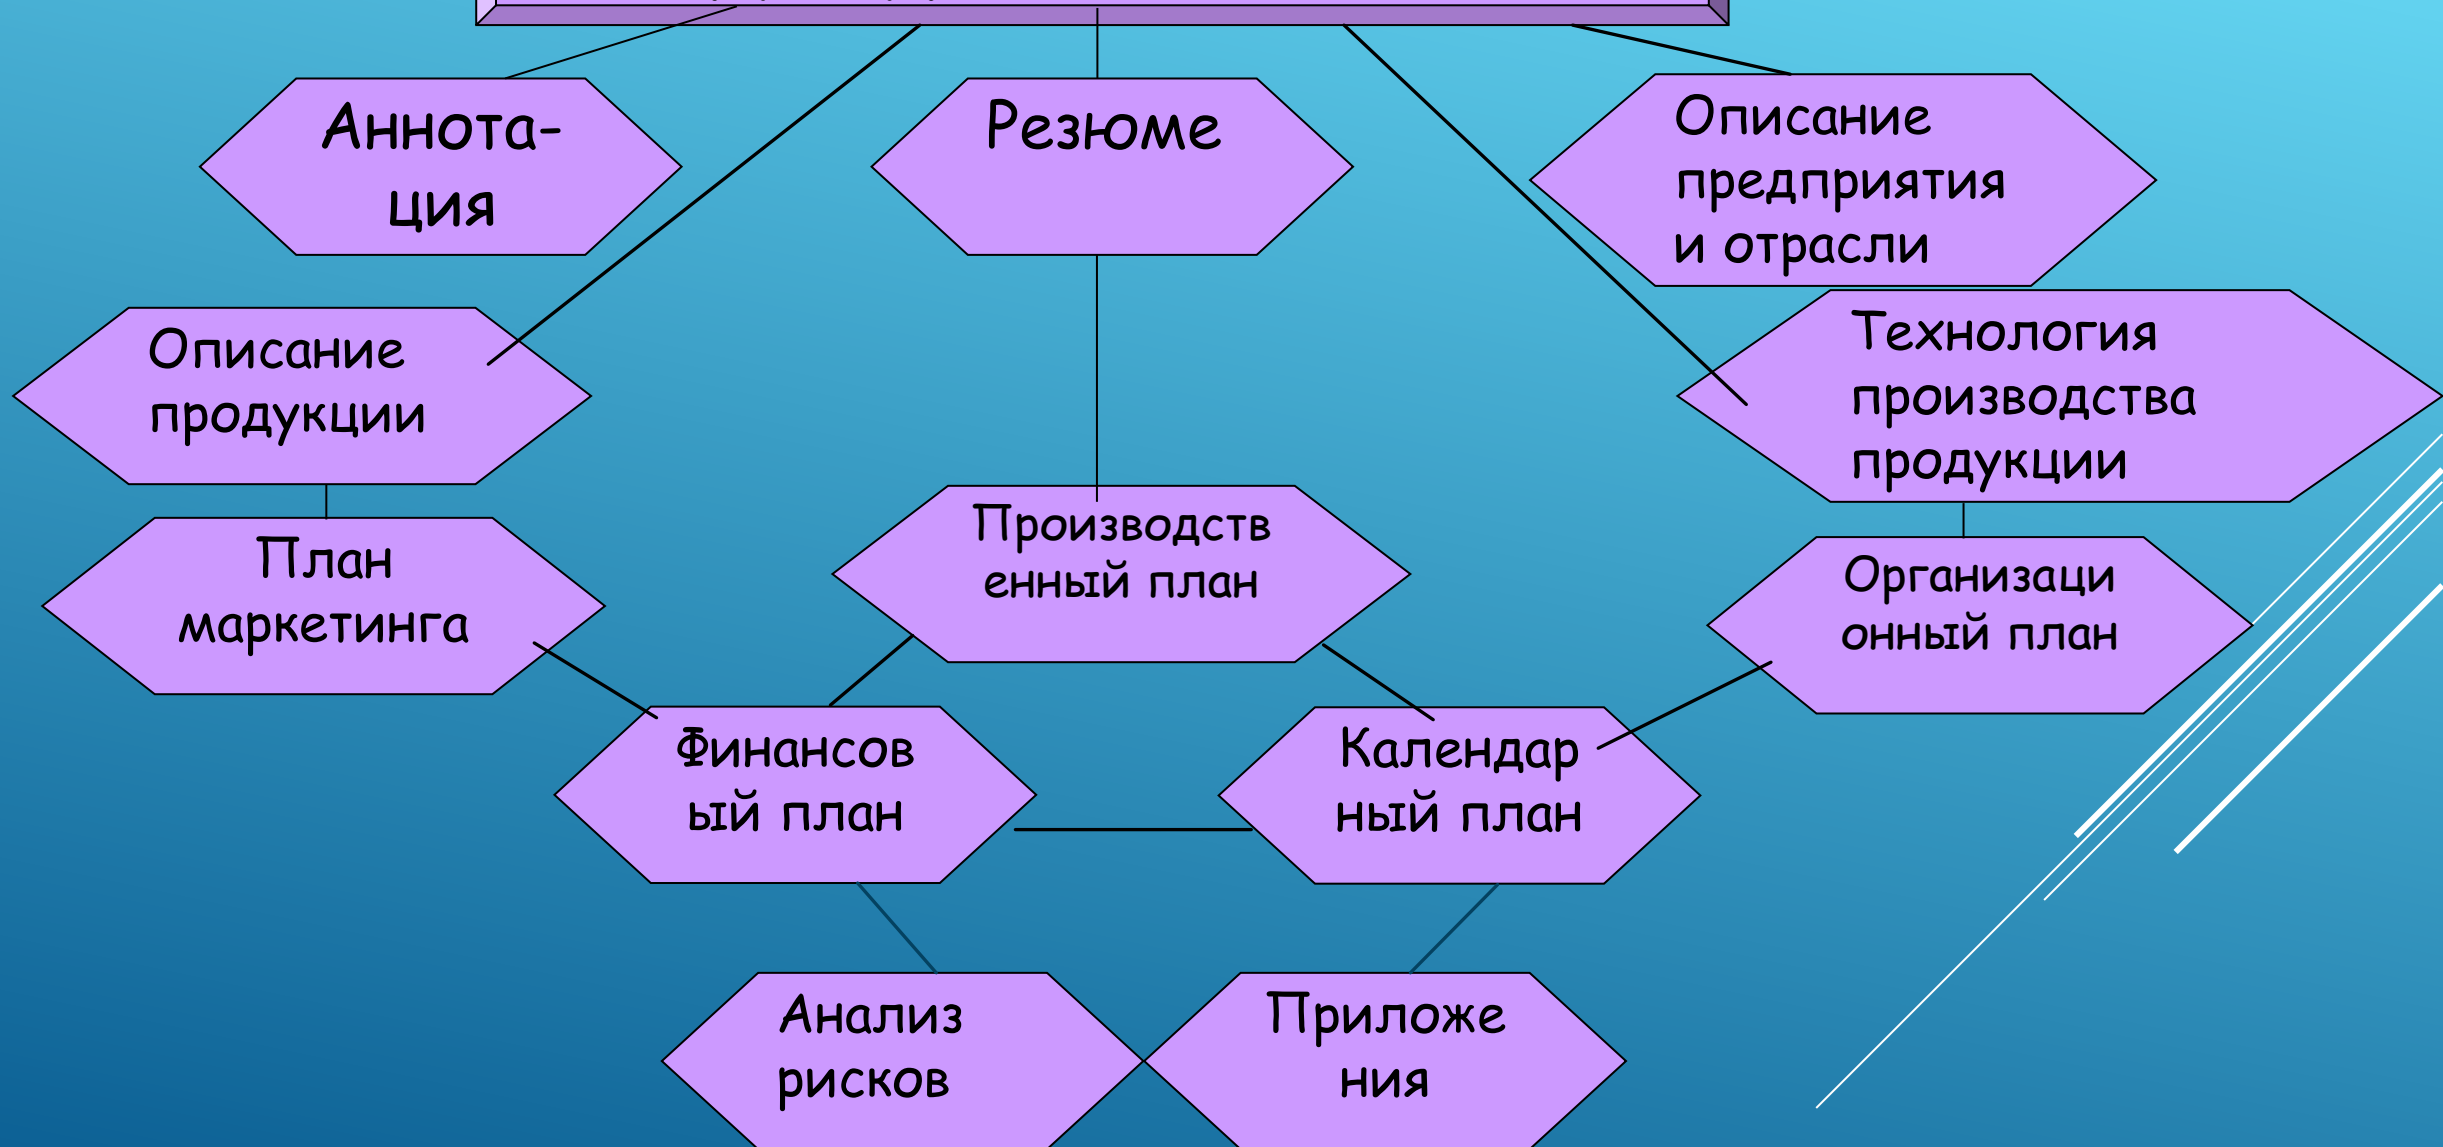 Аннота-
ция
Резюме
Описание
предприятия
и отрасли
Описание
продукции
Технология
производства
продукции
План
маркетинга
Производств
енный план
Организаци
онный план
Финансов
ый план
Календар
ный план
Анализ
рисков
Приложе
ния